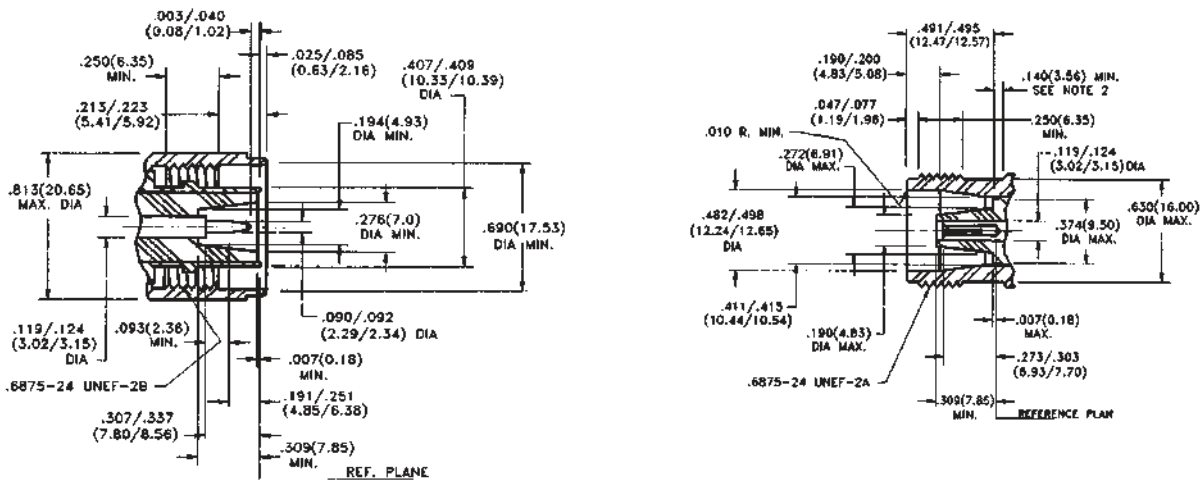 .003/.040
(0.08/1.02)
.025/.085
(0.63/2.16)
.250(6.35)
MIN.
.407/.409
(10.33/10.39)
DIA
.213/.223
(5.41/5.92)
.194(4.93)
DIA MIN.
.813(20.65)
MAX. DIA
.276(7.0)
DIA MIN.
.690(17.53)
DIA MIN.
.119/.124
(3.02/3.15)
DIA
.093(2.36)
MIN.
.090/.092
(2.29/2.34) DIA
.007(0.18)
MIN.
.6875-24 UNEF-2B
.191/.251
(4.85/6.38)
.307/.337
(7.80/8.56)
.309(7.85)
MIN.
REF. PLANE
.491/.495
(12.47/12.57)
.190/.200
(4.83/5.08)
.140(3.56) MIN.
SEE NOTE 2
.047/.077
(1.19/1.96)
.250(6.35)
MIN.
.010 R. MIN.
.272(6.91)
DIA MAX.
.119/.124
(3.02/3.15)DIA
.482/.498
(12.24/12.65)
DIA
.374(9.50)
DIA MAX.
.630(16.00)
DIA MAX.
.411/.415
(10.44/10.54)
.190(4.83)
DIA MAX.
.007(0.18)
MAX.
.273/.303
(6.93/7.70)
.6875-24 UNEF-2A
.309(7.85)
MIN.
REFERENCE PLAN